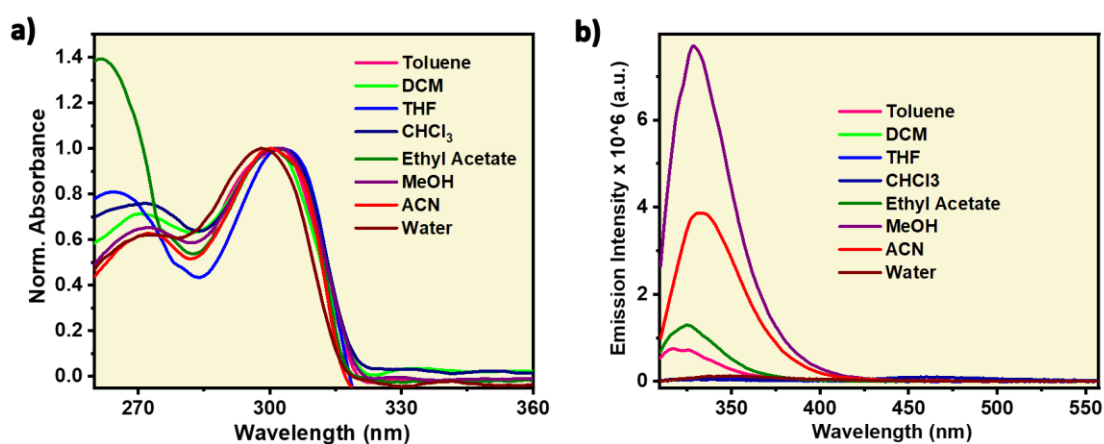 a)
1.4
1.2
1.0
0.8
0.6
0.4
0.2
0.0
Norm. Absorbance
270
300
330
360
Wavelength (nm)
Toluene
DCM
THF
CHCl₃
Ethyl Acetate
MeOH
ACN
Water
b)
6
4
2
0
Emission Intensity x 10^6 (a.u.)
350
400
450
500
550
Wavelength (nm)
Toluene
DCM
THF
CHCl3
Ethyl Acetate
MeOH
ACN
Water